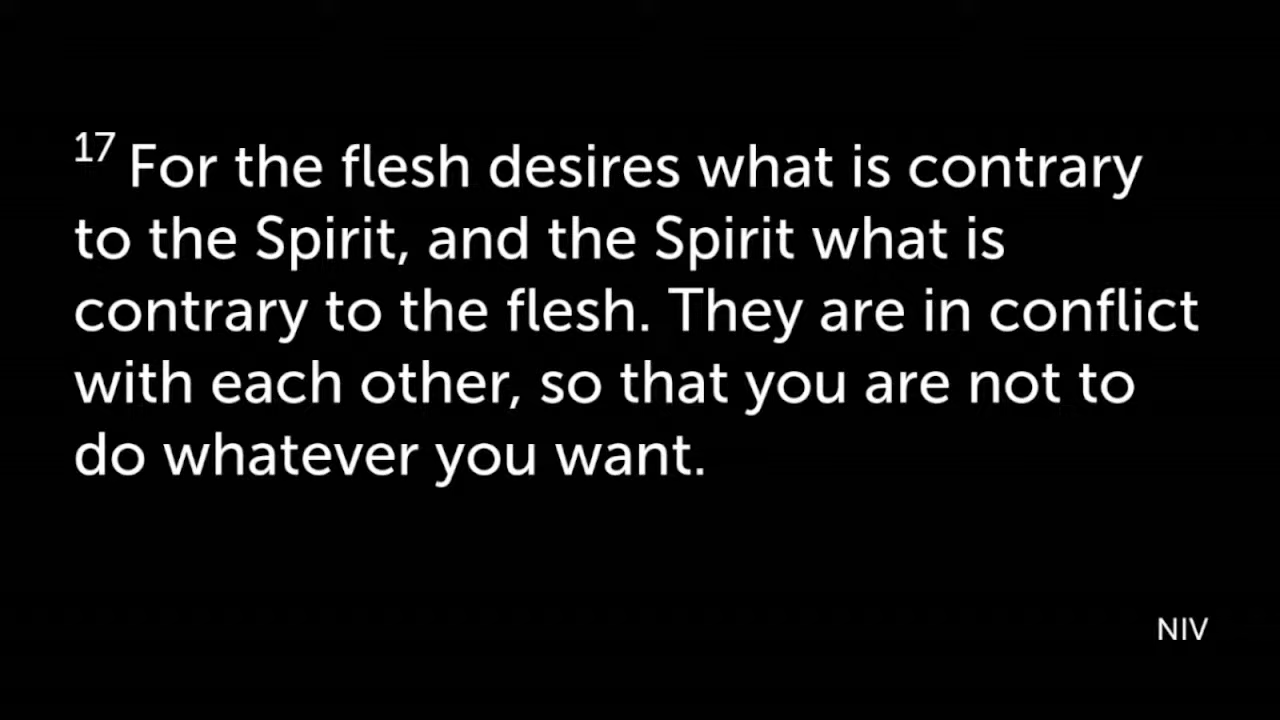 17 For the flesh desires what is contrary
to the Spirit, and the Spirit what is
contrary to the flesh. They are in conflict
with each other, so that you are not to
do whatever you want.
NIV